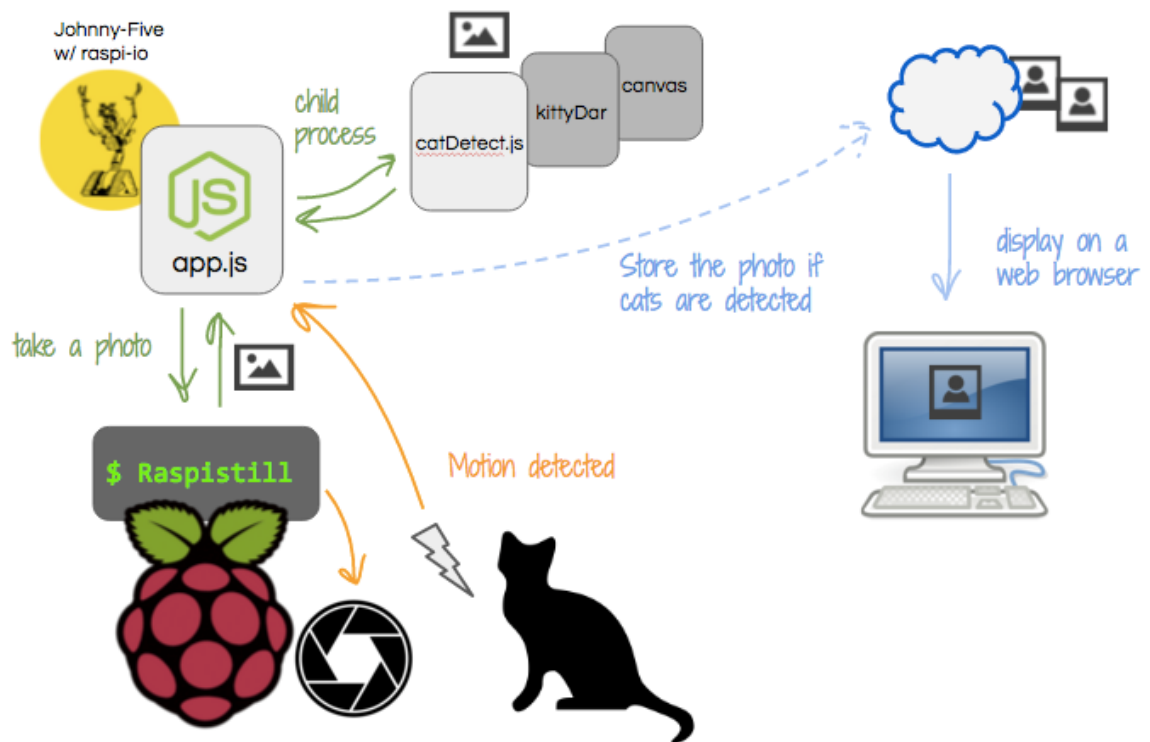 Johnny-Five
w/ raspi-io
child
process
catDetect.js
kittyDar
canvas
JS
app.js
Store the photo if
cats are detected
display on a
web browser
take a photo
$ Raspistill
Motion detected